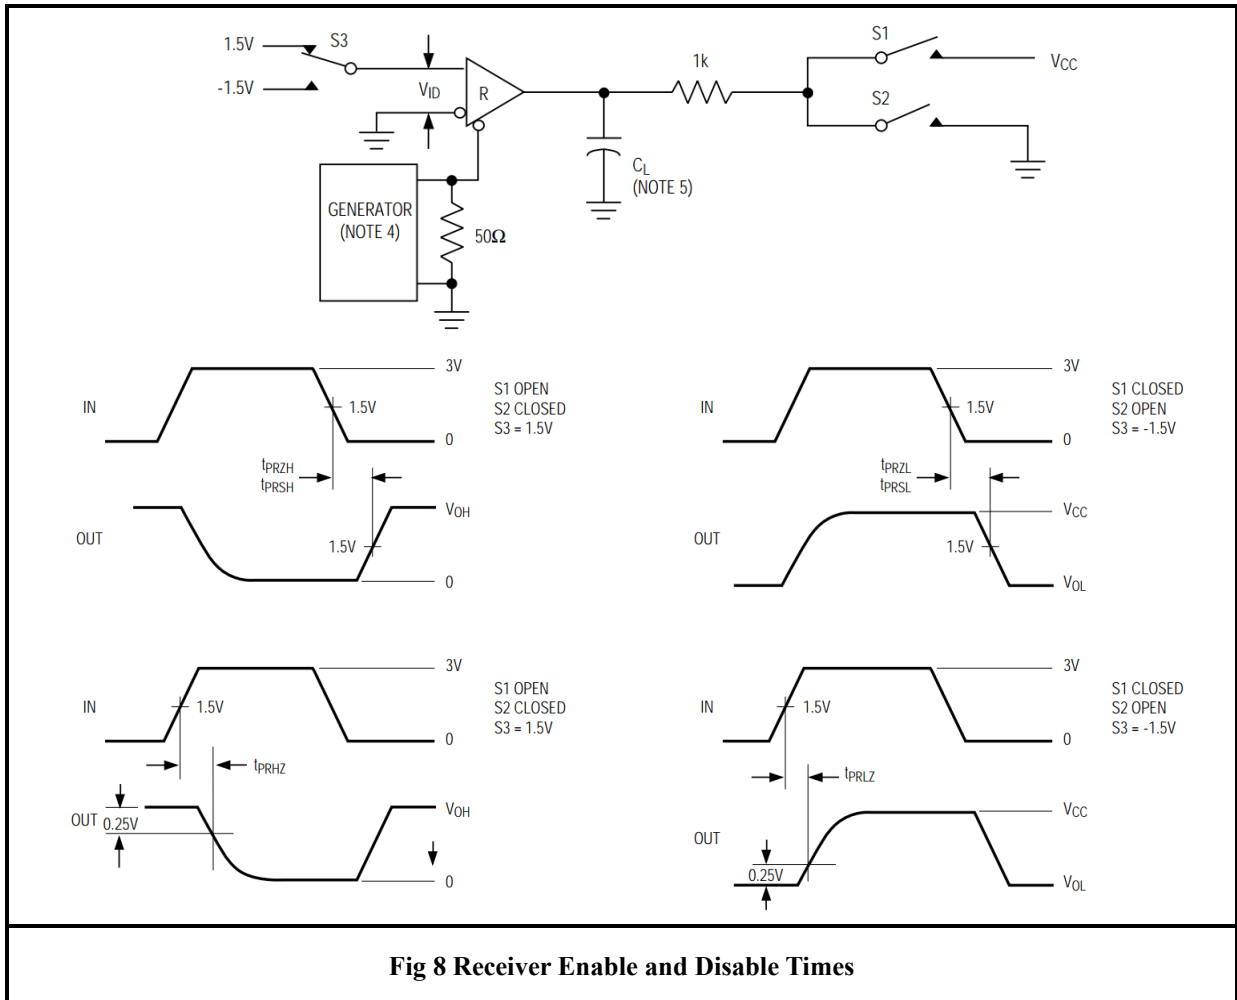 1.5V
S3
-1.5V
VID
R
1k
S1
VCC
S2
CL
(NOTE 5)
GENERATOR
(NOTE 4)
50Ω
IN
3V
1.5V
0
S1 OPEN
S2 CLOSED
S3 = 1.5V
tPRZH
tPRSH
OUT
VOH
1.5V
0
IN
3V
1.5V
0
S1 CLOSED
S2 OPEN
S3 = -1.5V
tPRZL
tPRSL
OUT
VCC
1.5V
VOL
IN
3V
1.5V
0
S1 OPEN
S2 CLOSED
S3 = 1.5V
tPRHZ
OUT
0.25V
VOH
0
IN
3V
1.5V
0
S1 CLOSED
S2 OPEN
S3 = -1.5V
tPRLZ
OUT
VCC
0.25V
VOL
Fig 8 Receiver Enable and Disable Times